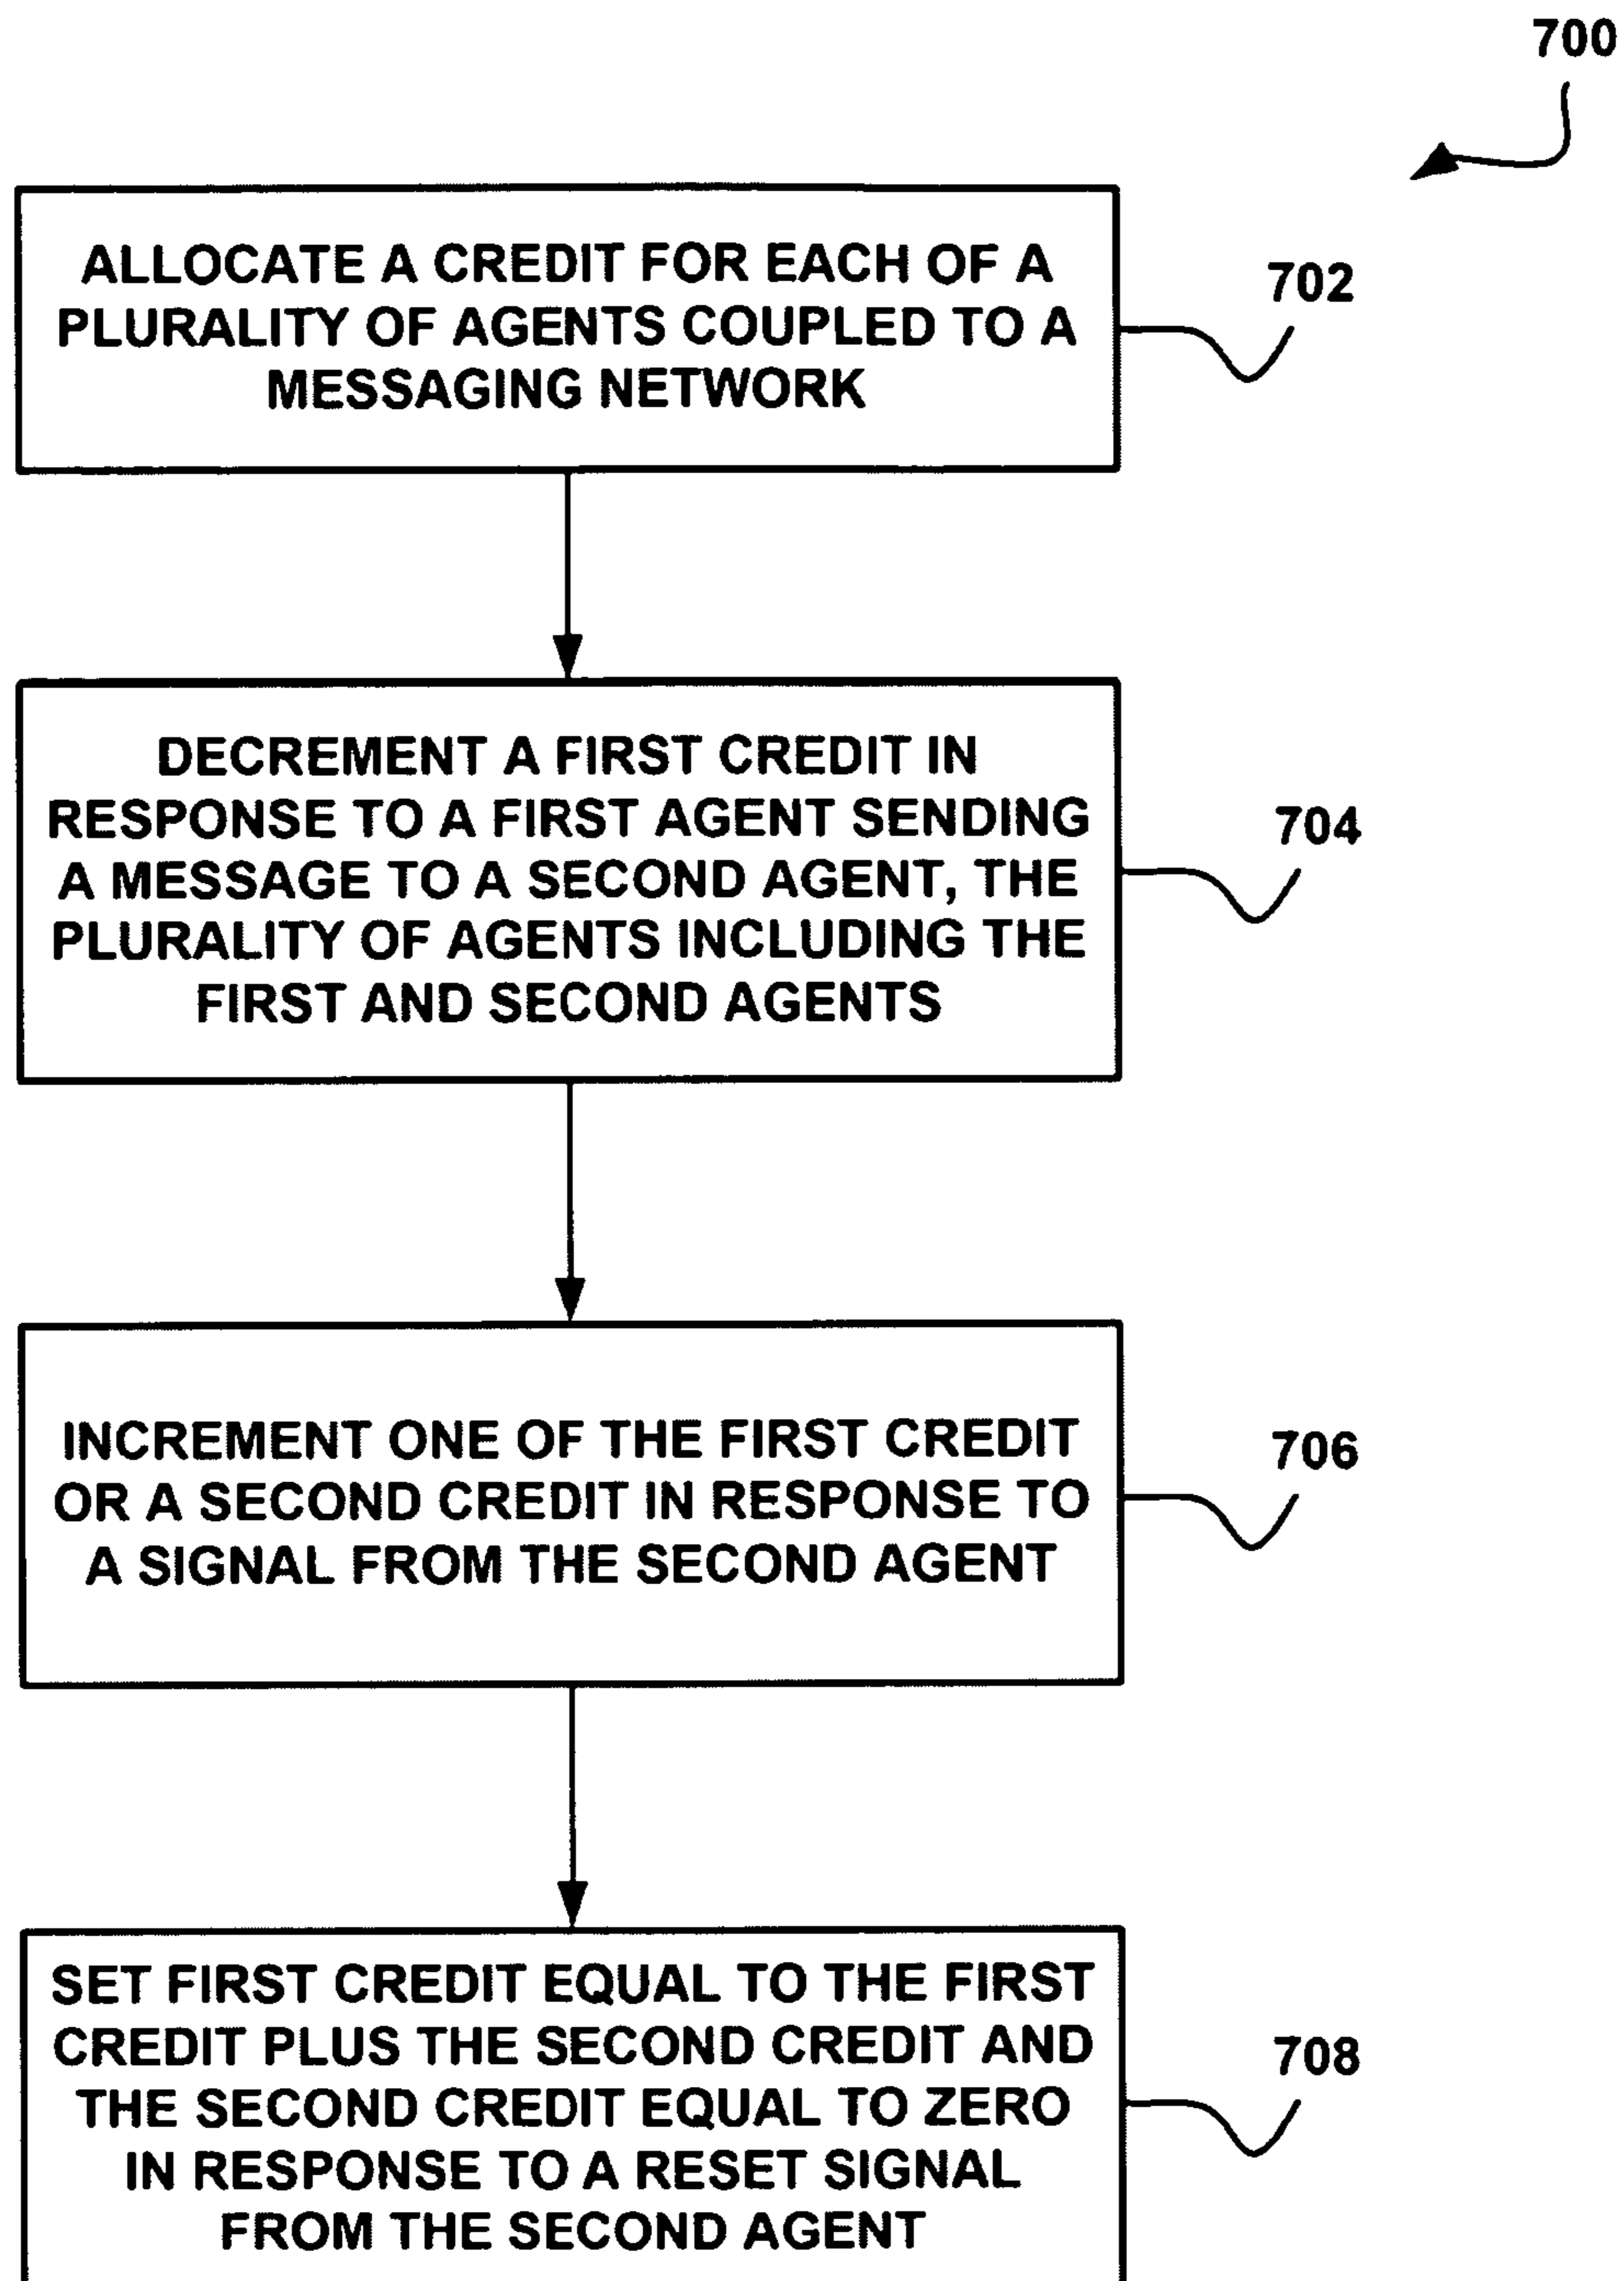 700
ALLOCATE A CREDIT FOR EACH OF A
PLURALITY OF AGENTS COUPLED TO A
MESSAGING NETWORK
702
DECREMENT A FIRST CREDIT IN
RESPONSE TO A FIRST AGENT SENDING
A MESSAGE TO A SECOND AGENT, THE
PLURALITY OF AGENTS INCLUDING THE
FIRST AND SECOND AGENTS
704
INCREMENT ONE OF THE FIRST CREDIT
OR A SECOND CREDIT IN RESPONSE TO
A SIGNAL FROM THE SECOND AGENT
706
SET FIRST CREDIT EQUAL TO THE FIRST
CREDIT PLUS THE SECOND CREDIT AND
THE SECOND CREDIT EQUAL TO ZERO
IN RESPONSE TO A RESET SIGNAL
FROM THE SECOND AGENT
708